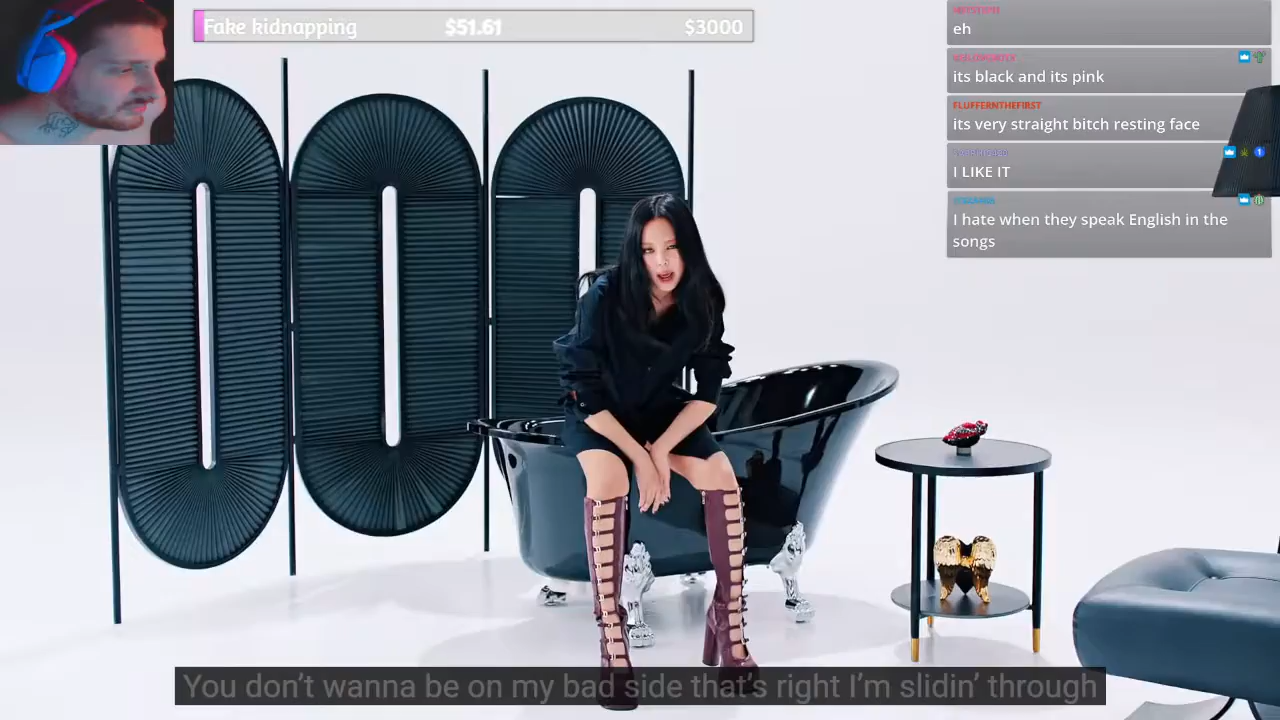 Fake kidnapping $51.61 $3000
eh
its black and its pink
FLUFFERNTHEFIRST
its very straight bitch resting face
1
I LIKE IT
I hate when they speak English in the
songs
You don't wanna be on my bad side that's right I'm slidin' through